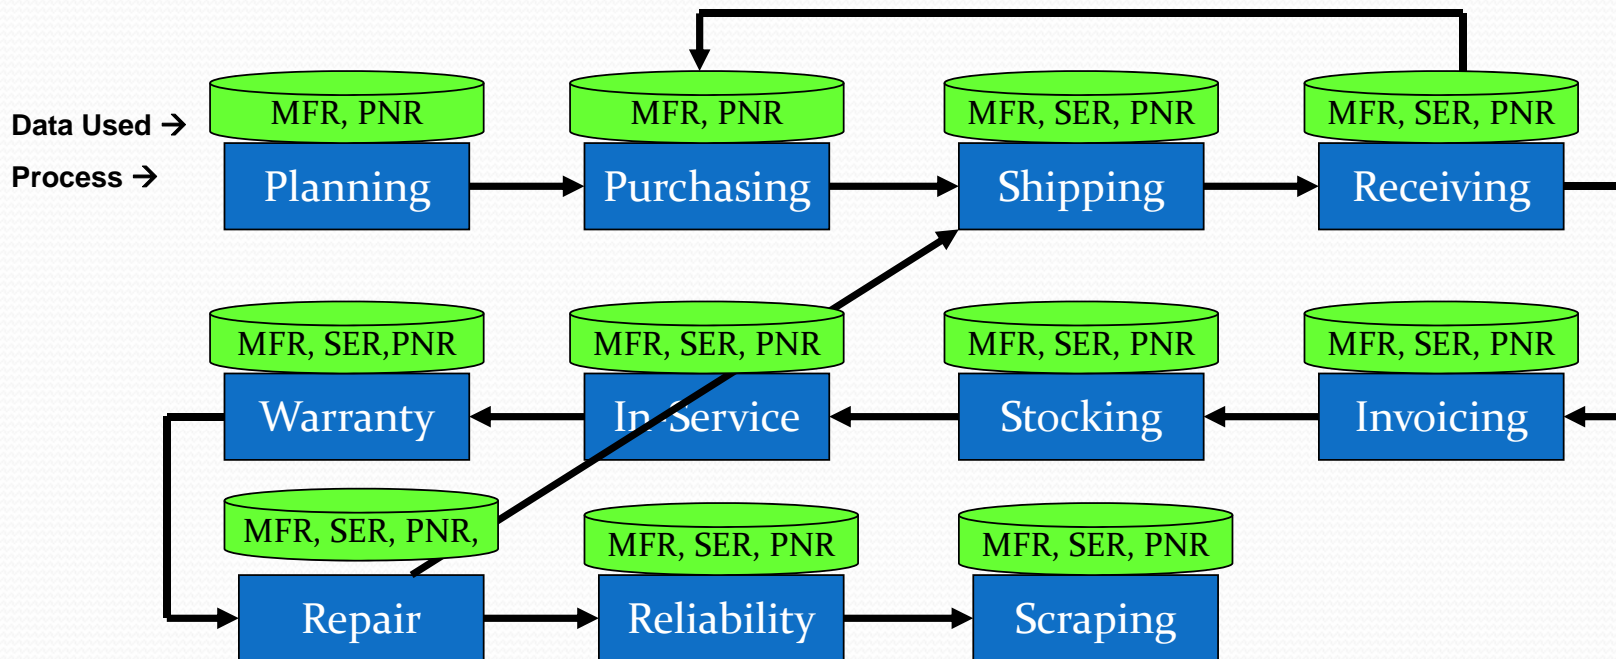 MFR, PNR
MFR, PNR
MFR, SER, PNR
MFR, SER, PNR
Data Used →
Process →
Planning
Purchasing
Shipping
Receiving
MFR, SER,PNR
MFR, SER, PNR
MFR, SER, PNR
MFR, SER, PNR
Warranty
In-Service
Stocking
Invoicing
MFR, SER, PNR,
MFR, SER, PNR
MFR, SER, PNR
Repair
Reliability
Scraping